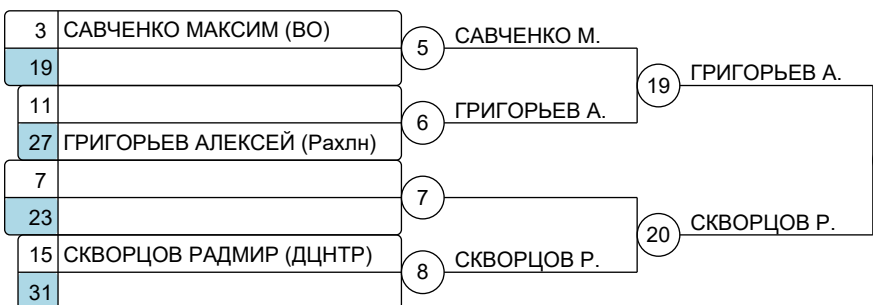 3 САВЧЕНКО МАКСИМ (ВО)
19
5 САВЧЕНКО М.
11
27 ГРИГОРЬЕВ АЛЕКСЕЙ (Рахлн)
6 ГРИГОРЬЕВ А.
19 ГРИГОРЬЕВ А.
7
23
7
15 СКВОРЦОВ РАДМИР (ДЦНТР)
31
8 СКВОРЦОВ Р.
20 СКВОРЦОВ Р.